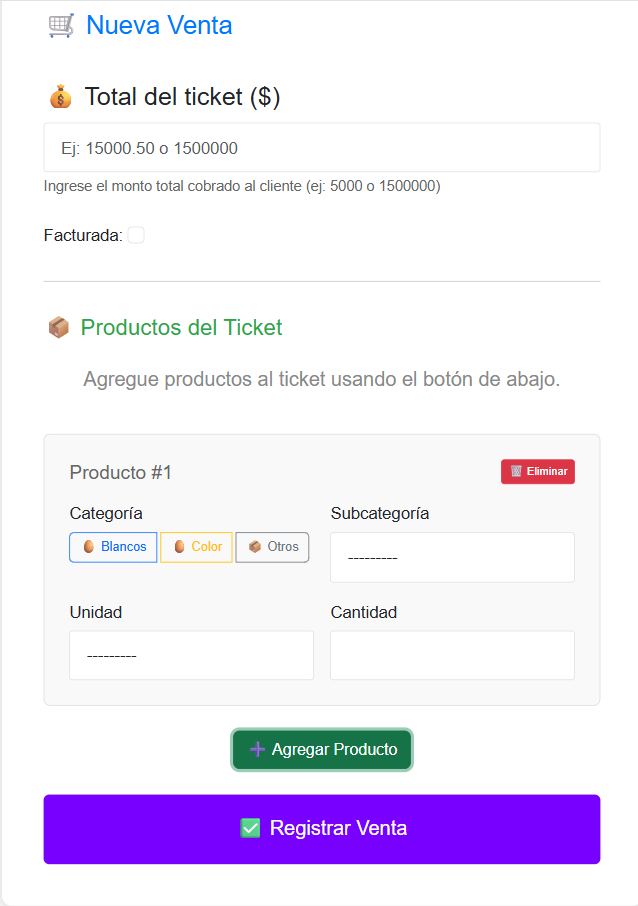 Nueva Venta
Total del ticket ($)
Ej: 15000.50 o 1500000
Ingrese el monto total cobrado al cliente (ej: 5000 o 1500000)
Facturada:
Productos del Ticket
Agregue productos al ticket usando el botón de abajo.
Producto #1 Eliminar
Categoría Subcategoría
Blancos Color Otros ---------
Unidad Cantidad
---------
Agregar Producto
Registrar Venta